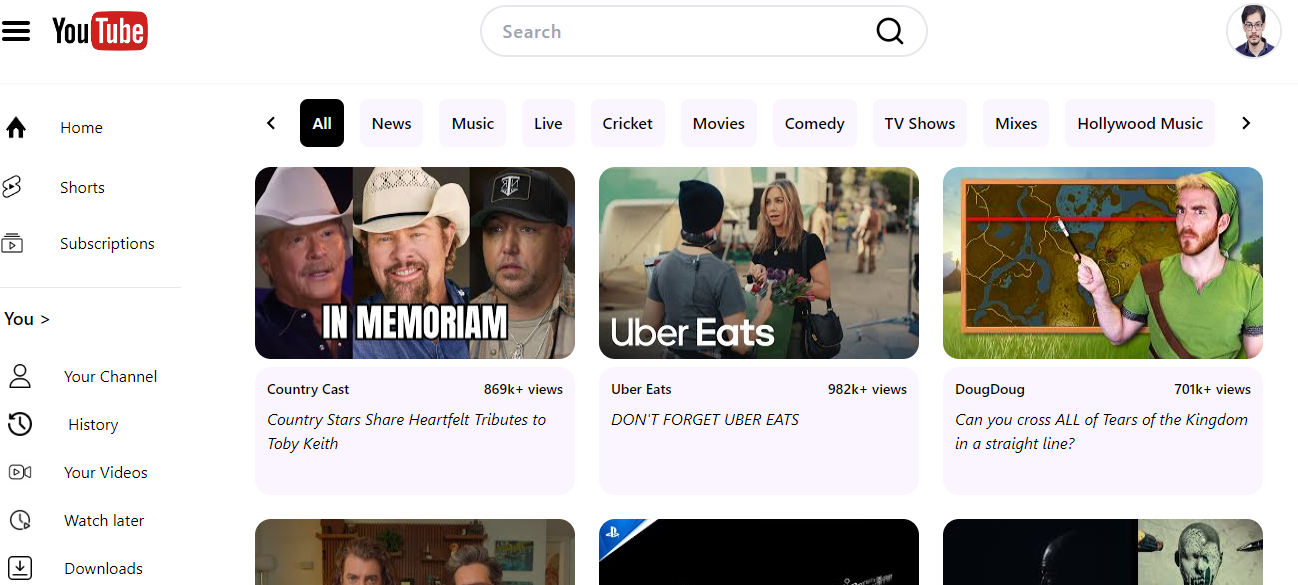 YouTube
Search
Home
Shorts
Subscriptions
You >
Your Channel
History
Your Videos
Watch later
Downloads
All
News
Music
Live
Cricket
Movies
Comedy
TV Shows
Mixes
Hollywood Music
IN MEMORIAM
Country Cast
869k+ views
Country Stars Share Heartfelt Tributes to
Toby Keith
Uber Eats
Uber Eats
982k+ views
DON'T FORGET UBER EATS
DougDoug
701k+ views
Can you cross ALL of Tears of the Kingdom
in a straight line?